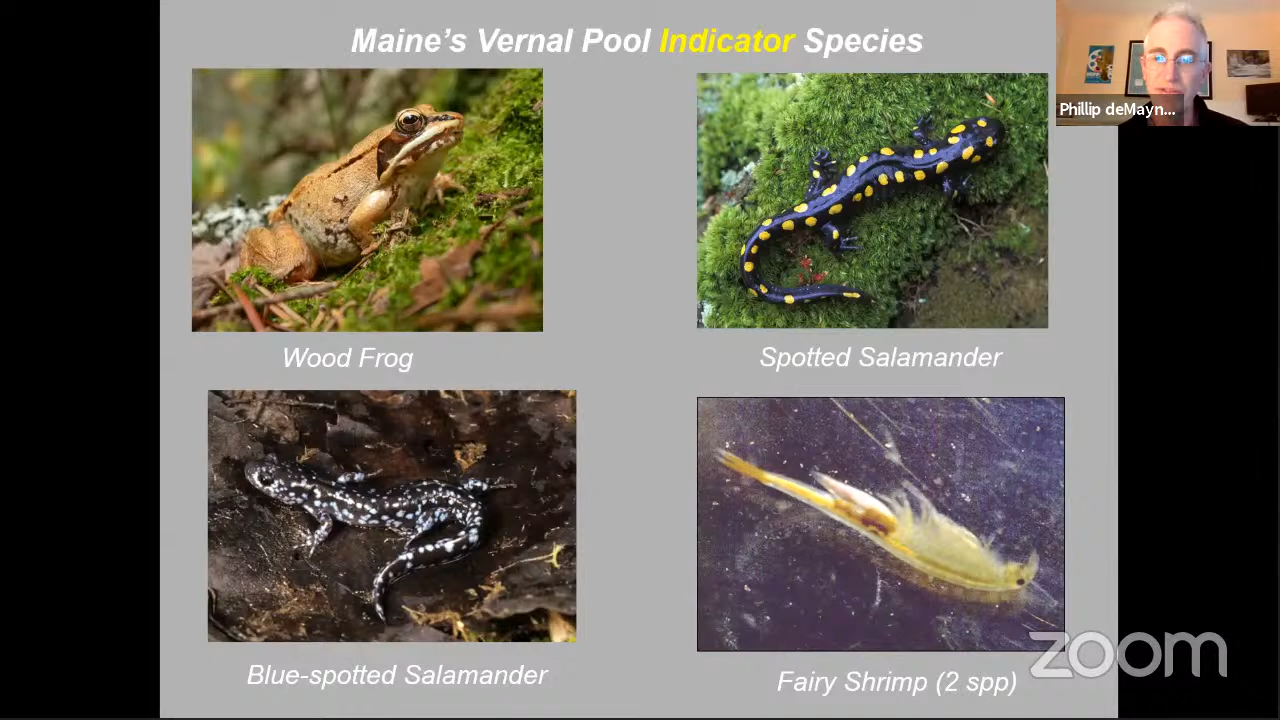 Maine's Vernal Pool Indicator Species
Phillip deMayn...
Wood Frog
Spotted Salamander
Blue-spotted Salamander
Fairy Shrimp (2 spp)
zoom